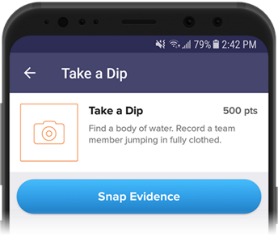 79% 2:42 PM
Take a Dip
Take a Dip 500 pts
Find a body of water. Record a team
member jumping in fully clothed.
Snap Evidence